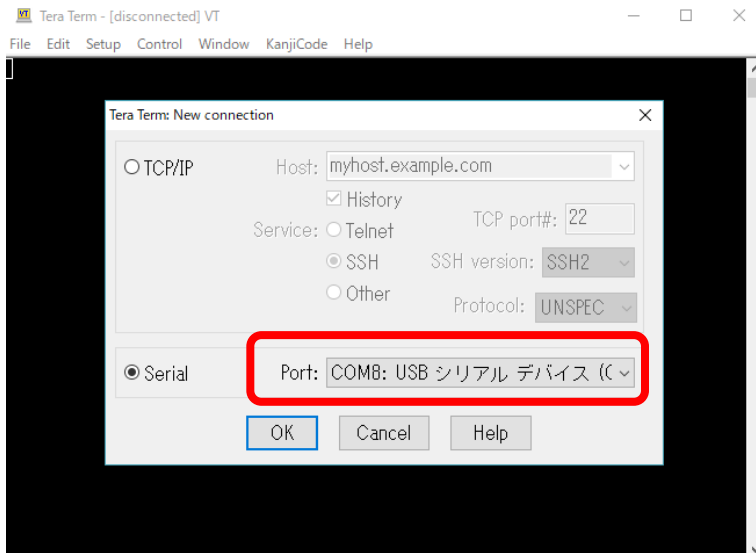 Tera Term - [disconnected] VT
File Edit Setup Control Window KanjiCode Help
Tera Term: New connection
TCP/IP
Host: myhost.example.com
History
Service: Telnet
TCP port#: 22
SSH
SSH version: SSH2
Other
Protocol: UNSPEC
Serial
Port: COM8: USB シリアル デバイス (C
OK Cancel Help